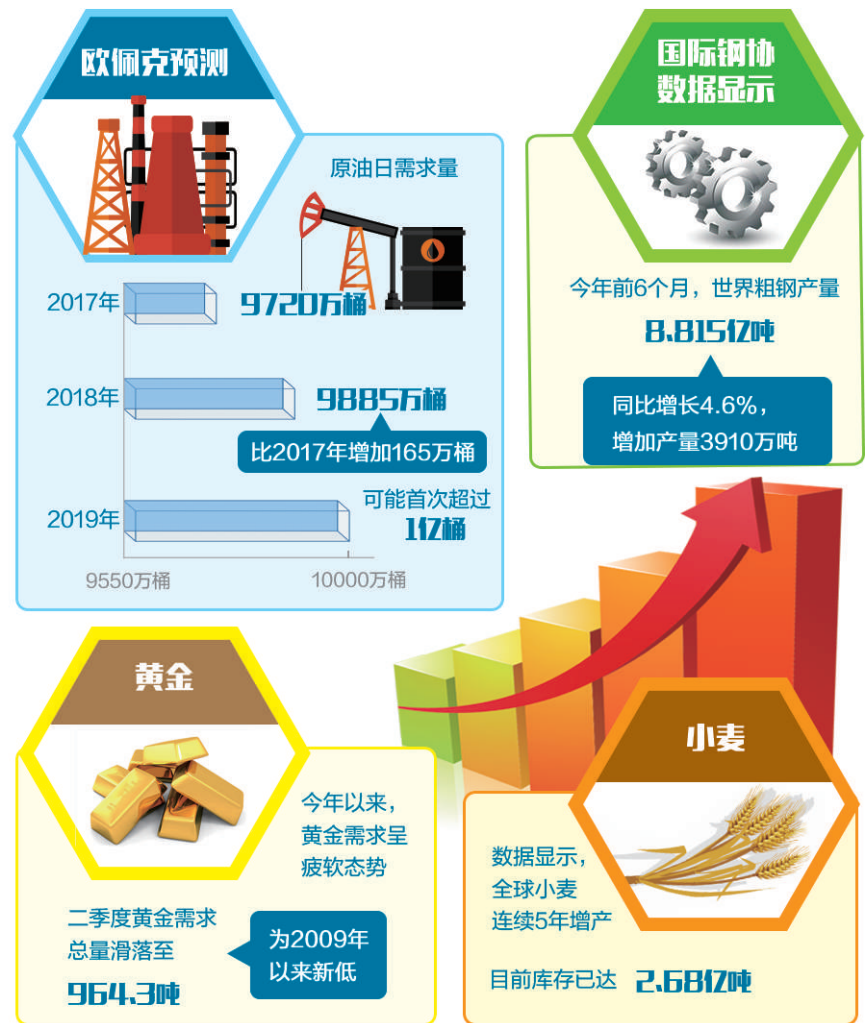 欧佩克预测
原油日需求量
2017年
9720万桶
2018年
9885万桶
比2017年增加165万桶
2019年
可能首次超过
1亿桶
9550万桶
10000万桶
国际钢协
数据显示
今年前6个月，世界粗钢产量
8.815亿吨
同比增长4.6%，
增加产量3910万吨
黄金
今年以来，
黄金需求呈
疲软态势
二季度黄金需求
总量滑落至
964.3吨
为2009年
以来新低
小麦
数据显示，
全球小麦
连续5年增产
目前库存已达 2.68亿吨